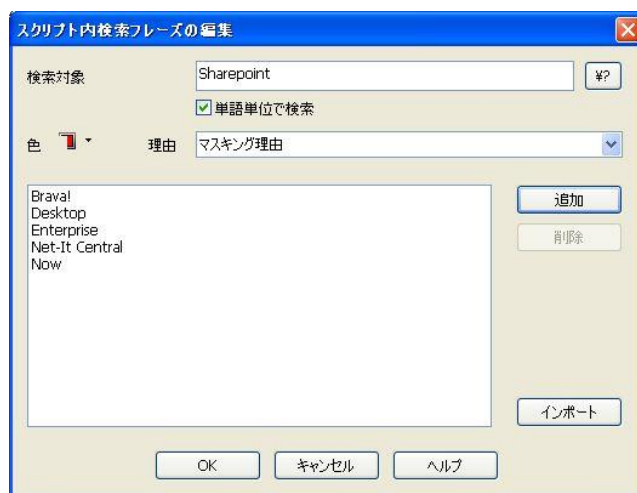 スクリプト内検索フレーズの編集
検索対象 Sharepoint ¥?
単語単位で検索
色 理由 マスキング理由
Brava!
Desktop
Enterprise
Net-It Central
Now
追加
削除
インポート
OK キャンセル ヘルプ